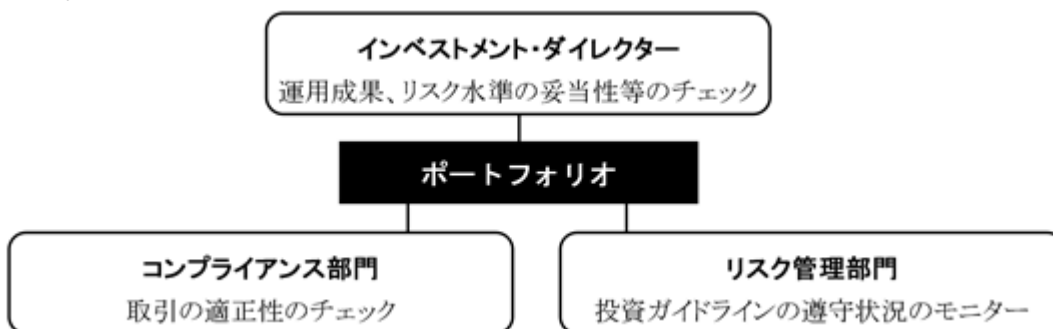 インベストメント・ダイレクター
運用成果、リスク水準の妥当性等のチェック
ポートフォリオ
コンプライアンス部門
取引の適正性のチェック
リスク管理部門
投資ガイドラインの遵守状況のモニター